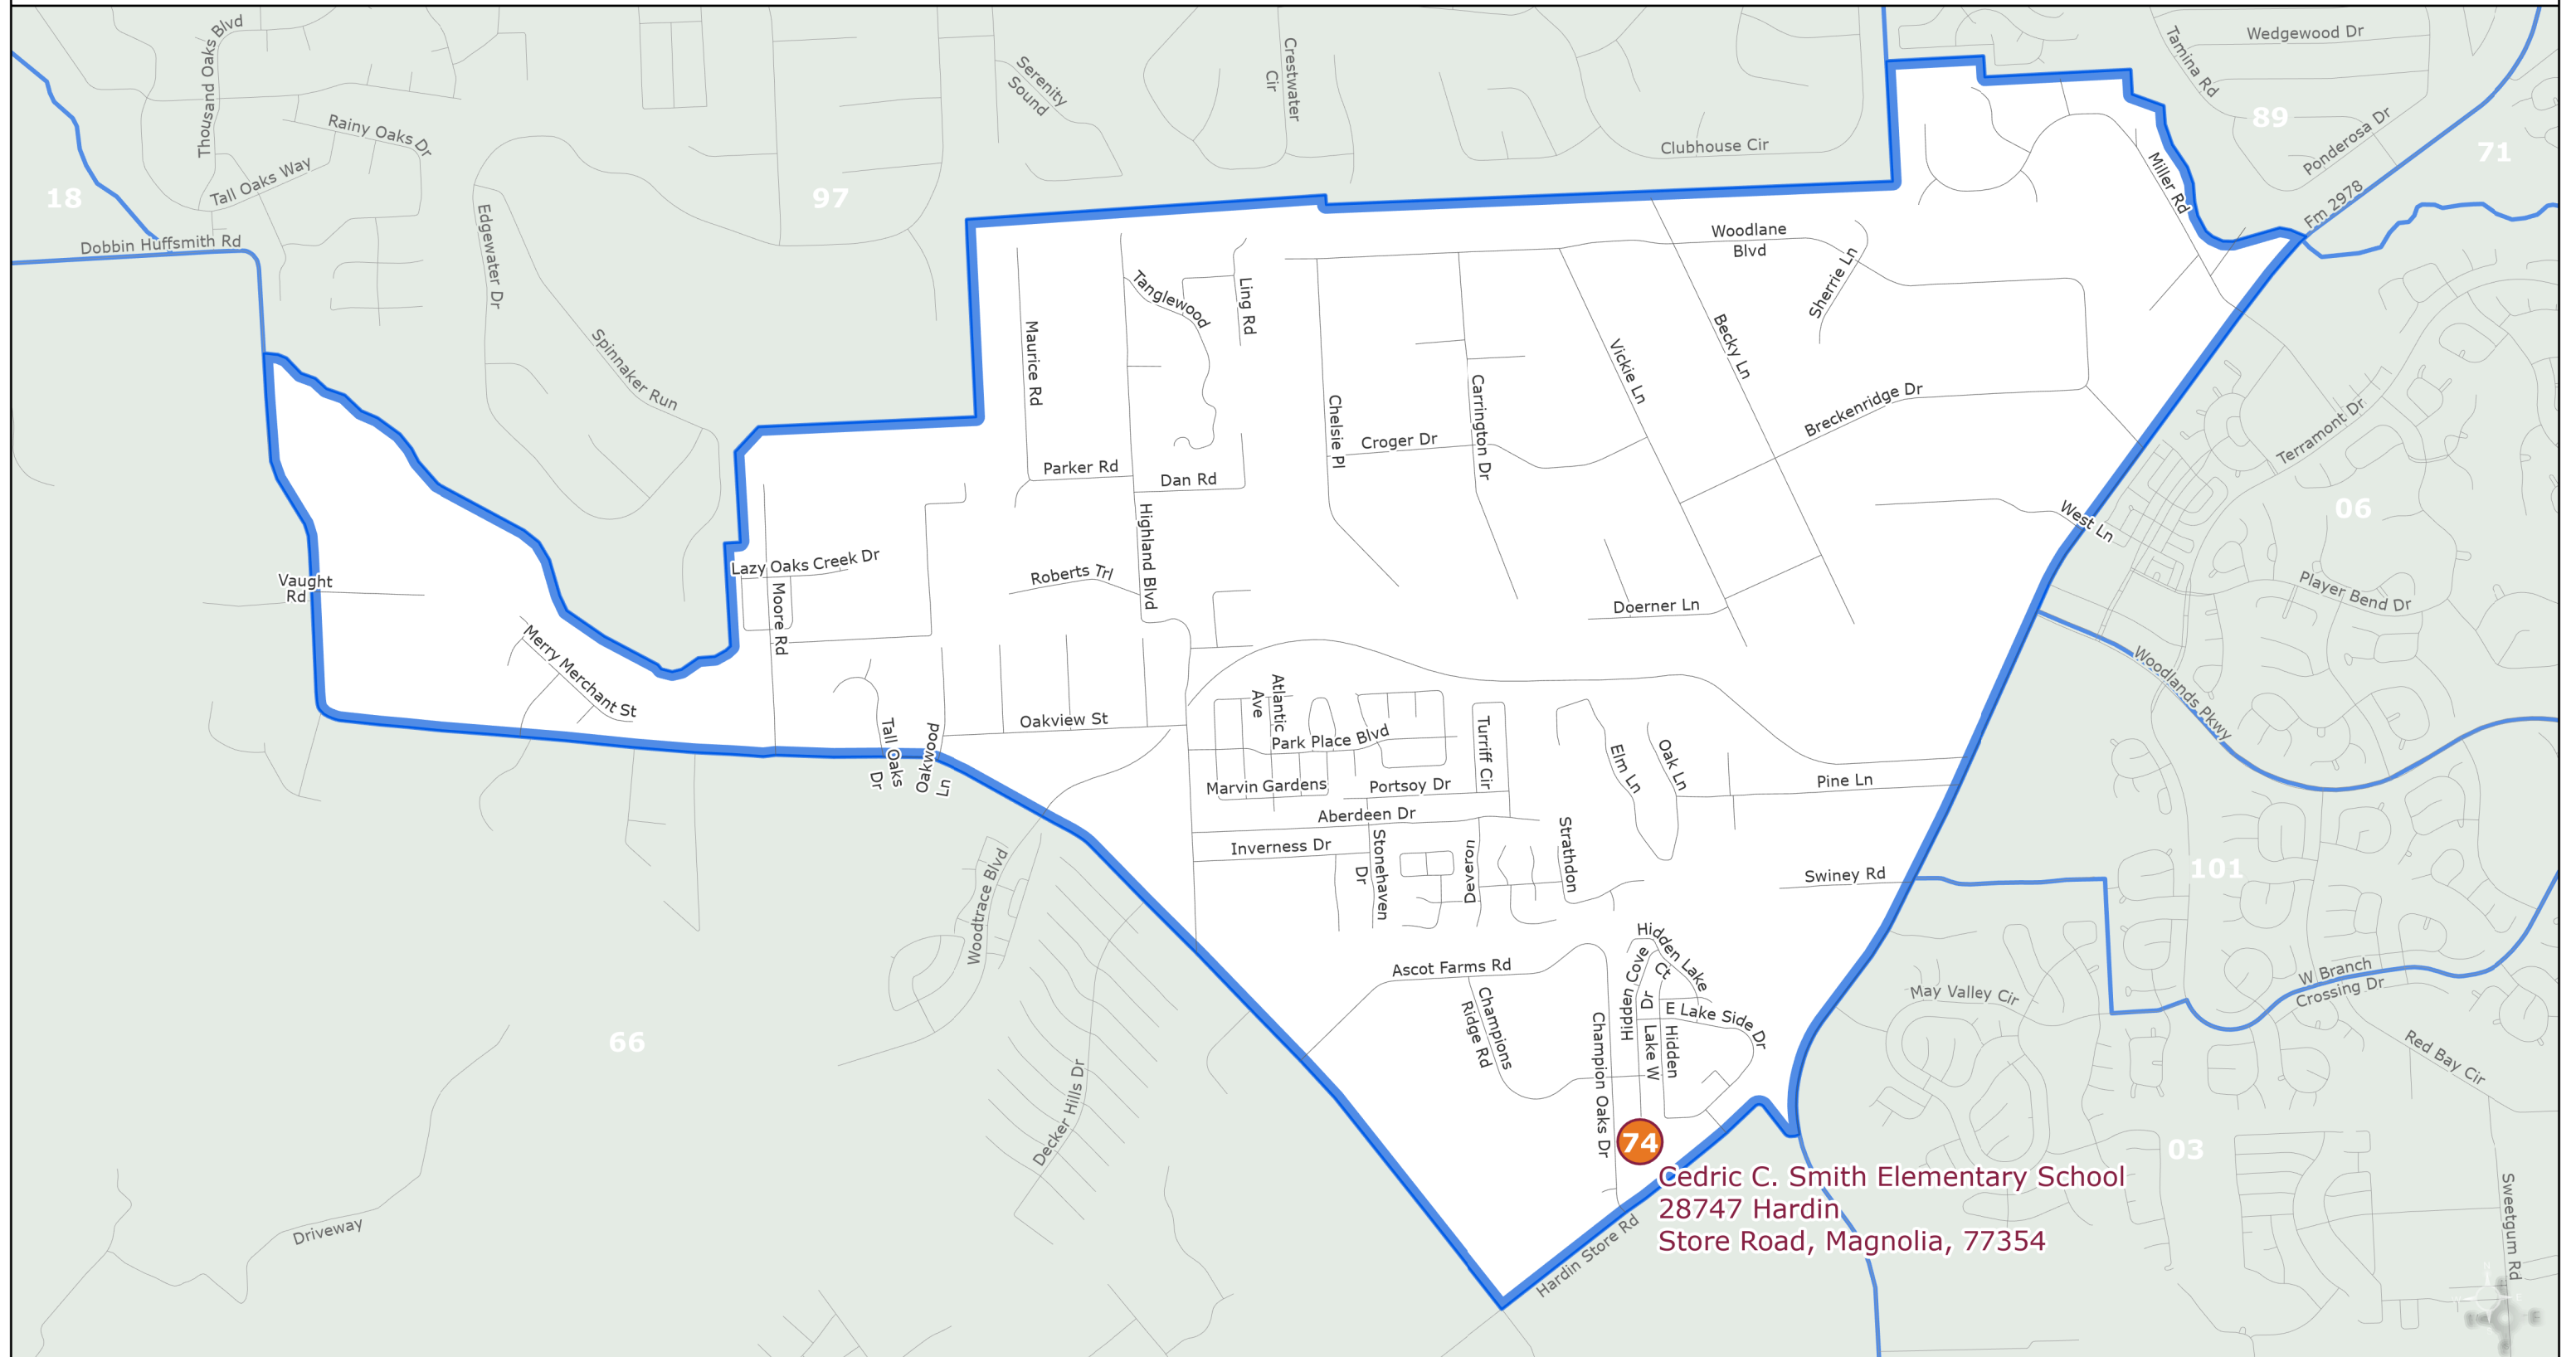 Thousand Oaks Blvd
Serenity
Sound
Crestwater
Cir
Tamina Rd
Wedgewood Dr
89
71
Rainy Oaks Dr
Clubhouse Cir
Ponderosa Dr
Tall Oaks Way
18
97
Miller Rd
Fm 2978
Dobbin Huffsmith Rd
Edgewater Dr
Woodlane
Blvd
Sherrie Ln
Tanglewood
Ling Rd
Maurice Rd
Spinnaker Run
Vickie Ln
Becky Ln
Chelsie Pl
Carrington Dr
Croger Dr
Breckenridge Dr
Terramont Dr
Parker Rd
Dan Rd
06
West Ln
Highland Blvd
Lazy Oaks Creek Dr
Roberts Trl
Vaught
Rd
Moore Rd
Doerner Ln
Player Bend Dr
Merry Merchant St
Woodlands Pkwy
Atlantic
Ave
Oakview St
Tall Oaks
Dr
Oakwood
Ln
Park Place Blvd
Turriff Cir
Elm Ln
Oak Ln
Marvin Gardens
Portsoy Dr
Pine Ln
Aberdeen Dr
Inverness Dr
Stonehaven
Dr
Deveron
Strathdon
Swiney Rd
101
Woodtrace Blvd
Hidden Lake
Ct
Ascot Farms Rd
Hidden Cove
Dr
W Branch
Crossing Dr
Champions
Ridge Rd
May Valley Cir
E Lake Side Dr
Champion Oaks Dr
Hidden
Lake W
66
Red Bay Cir
Decker Hills Dr
74
03
Cedric C. Smith Elementary School
28747 Hardin
Store Road, Magnolia, 77354
Driveway
Hardin Store Rd
Sweetgum Rd